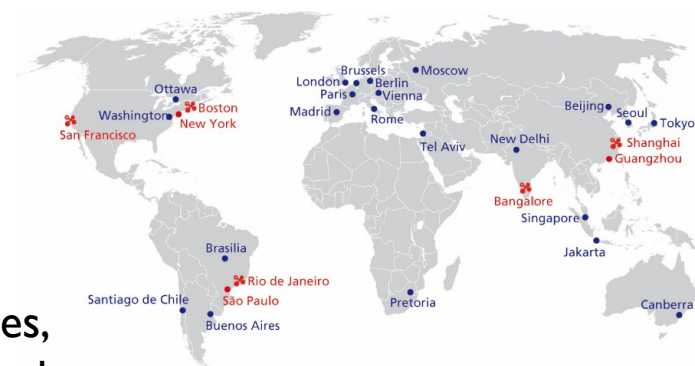 Ottawa
Boston
Washington
New York
San Francisco
London
Brussels
Berlin
Moscow
Paris
Vienna
Madrid
Rome
Tel Aviv
New Delhi
Beijing
Seoul
Tokyo
Shanghai
Guangzhou
Bangalore
Singapore
Jakarta
Brasilia
Rio de Janeiro
São Paulo
Santiago de Chile
Buenos Aires
Pretoria
Canberra
es,